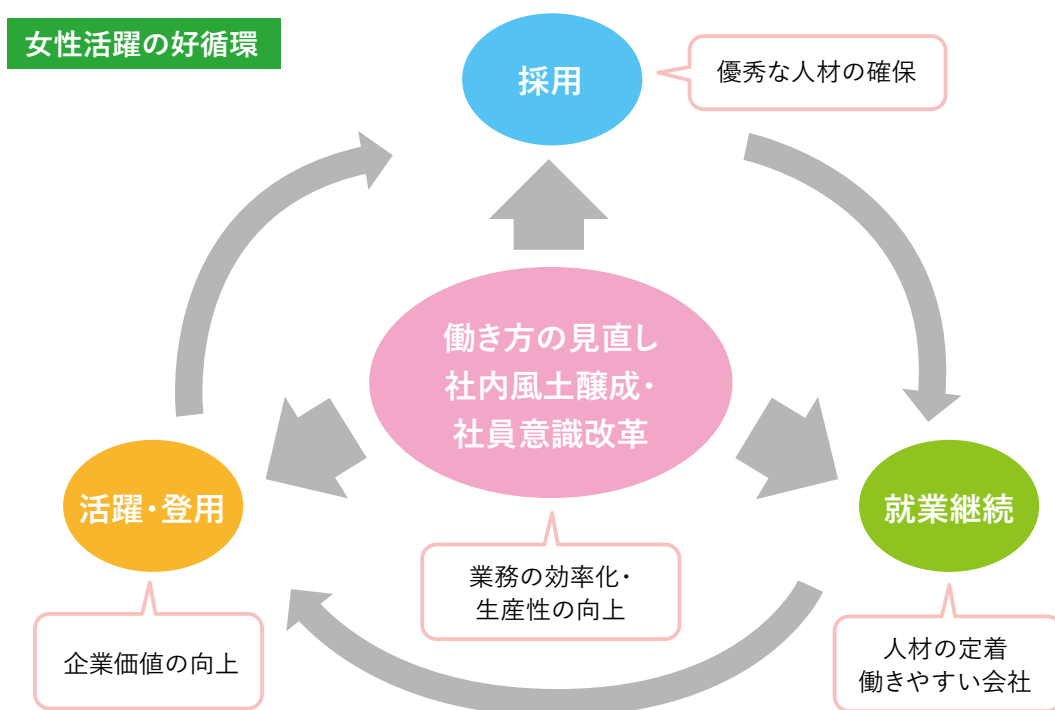 女性活躍の好循環
採用
優秀な人材の確保
働き方の見直し
社内風土醸成・
社員意識改革
活躍・登用
就業継続
業務の効率化・
生産性の向上
企業価値の向上
人材の定着
働きやすい会社